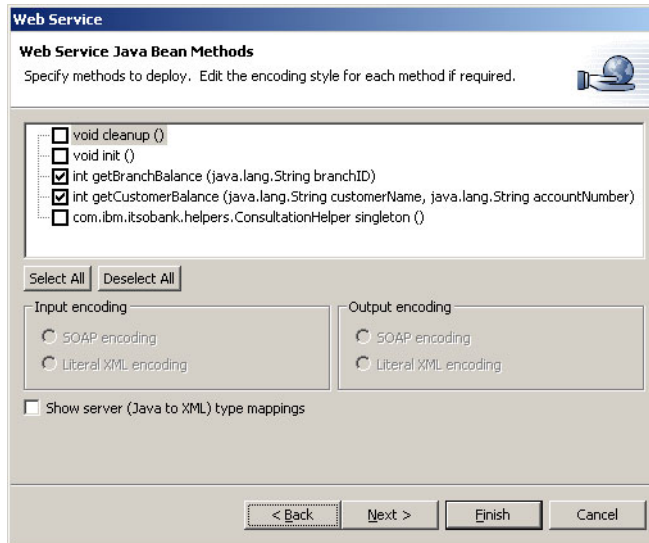 Web Service
Web Service Java Bean Methods
Specify methods to deploy. Edit the encoding style for each method if required.
void cleanup ()
void init ()
int getBranchBalance (java.lang.String branchID)
int getCustomerBalance (java.lang.String customerName, java.lang.String accountNumber)
com.ibm.itsobank.helpers.ConsultationHelper singleton ()
Select All Deselect All
Input encoding Output encoding
SOAP encoding SOAP encoding
Literal XML encoding Literal XML encoding
Show server (Java to XML) type mappings
< Back Next > Finish Cancel